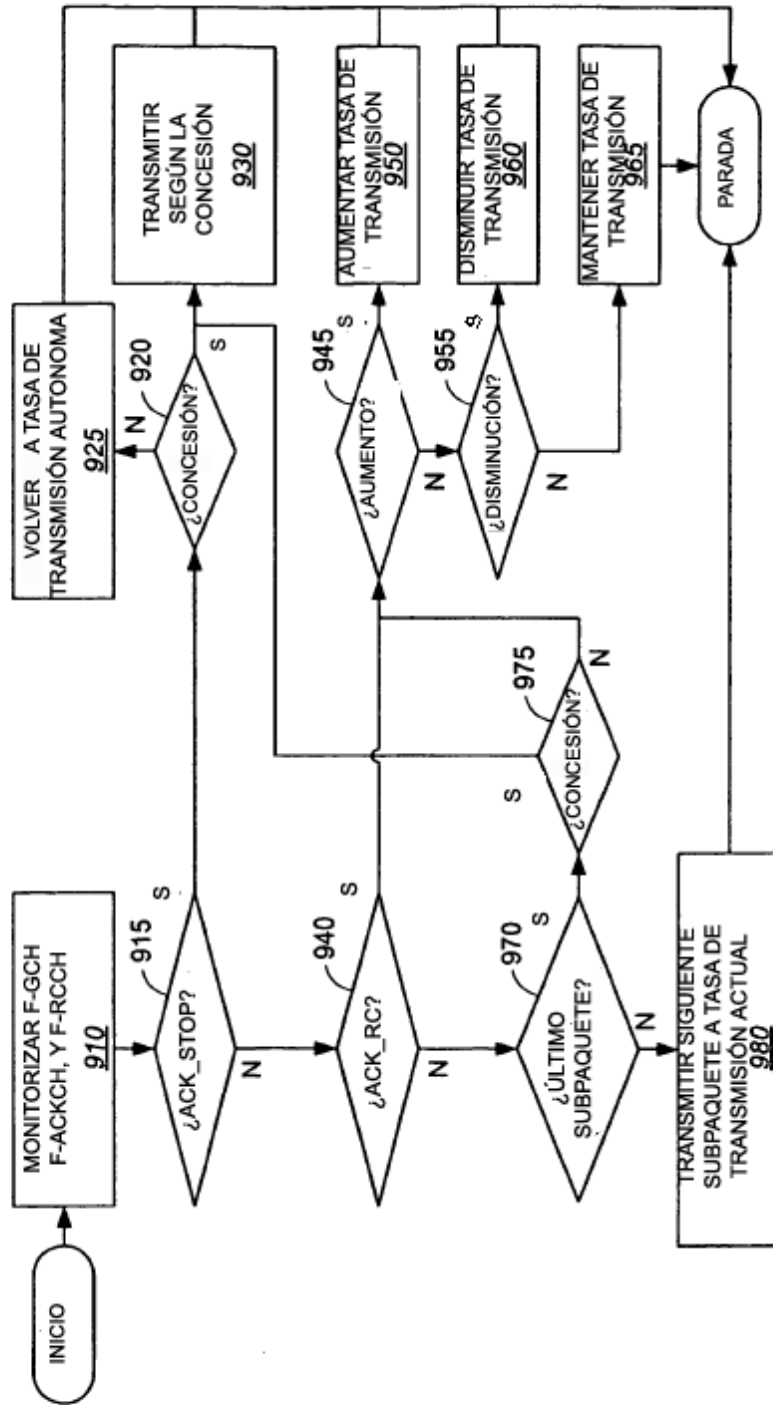 INICIO
MONITORIZAR F-GCH
F-ACKCH, Y F-RCCH
910
¿ACK_STOP?
915
S
N
¿CONCESIÓN?
920
N
S
VOLVER A TASA DE
TRANSMISIÓN AUTONOMA
925
TRANSMITIR
SEGÚN LA
CONCESIÓN
930
¿ACK_RC?
940
S
N
¿AUMENTO?
945
S
N
AUMENTAR TASA DE
TRANSMISIÓN
950
¿DISMINUCIÓN?
955
S
N
DISMINUIR TASA DE
TRANSMISIÓN
960
MANTENER TASA DE
TRANSMISIÓN
965
¿ÚLTIMO
SUBPAQUETE?
970
S
N
¿CONCESIÓN?
975
S
N
TRANSMITIR SIGUIENTE
SUBPAQUETE A TASA DE
TRANSMISIÓN ACTUAL
980
PARADA